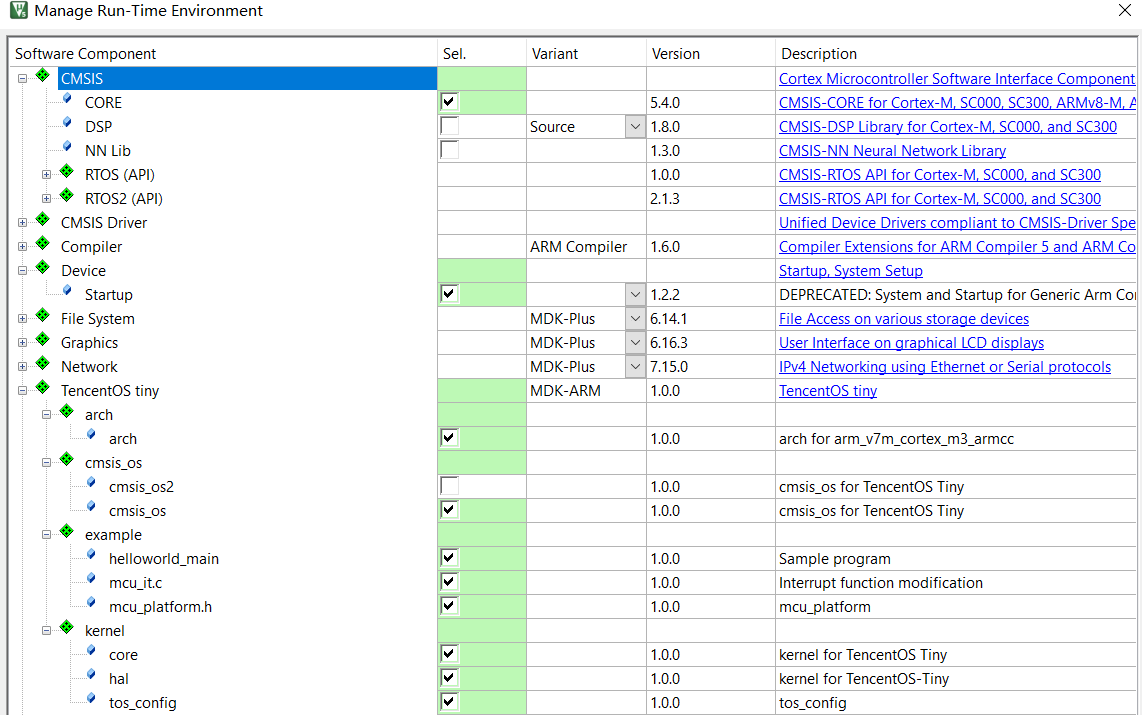 Manage Run-Time Environment
Software Component Sel. Variant Version Description
CMSIS Cortex Microcontroller Software Interface Component
CORE 5.4.0 CMSIS-CORE for Cortex-M, SC000, SC300, ARMv8-M, A
DSP Source 1.8.0 CMSIS-DSP Library for Cortex-M, SC000, and SC300
NN Lib 1.3.0 CMSIS-NN Neural Network Library
RTOS (API) 1.0.0 CMSIS-RTOS API for Cortex-M, SC000, and SC300
RTOS2 (API) 2.1.3 CMSIS-RTOS API for Cortex-M, SC000, and SC300
CMSIS Driver Unified Device Drivers compliant to CMSIS-Driver Spe
Compiler ARM Compiler 1.6.0 Compiler Extensions for ARM Compiler 5 and ARM Co
Device Startup, System Setup
Startup 1.2.2 DEPRECATED: System and Startup for Generic Arm Cor
File System MDK-Plus 6.14.1 File Access on various storage devices
Graphics MDK-Plus 6.16.3 User Interface on graphical LCD displays
Network MDK-Plus 7.15.0 IPv4 Networking using Ethernet or Serial protocols
TencentOS tiny MDK-ARM 1.0.0 TencentOS tiny
arch
arch 1.0.0 arch for arm_v7m_cortex_m3_armcc
cmsis_os
cmsis_os2 1.0.0 cmsis_os for TencentOS Tiny
cmsis_os 1.0.0 cmsis_os for TencentOS Tiny
example
helloworld_main 1.0.0 Sample program
mcu_it.c 1.0.0 Interrupt function modification
mcu_platform.h 1.0.0 mcu_platform
kernel
core 1.0.0 kernel for TencentOS Tiny
hal 1.0.0 kernel for TencentOS-Tiny
tos_config 1.0.0 tos_config